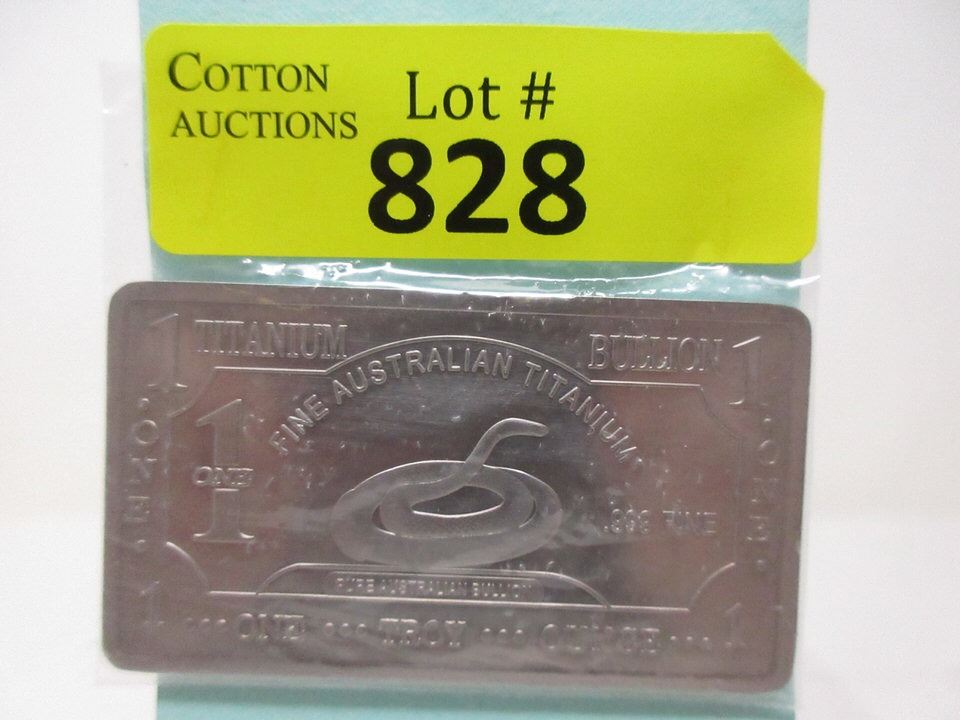 COTTON
AUCTIONS
Lot #
828
1 TITANIUM BULLION 1
FINE AUSTRALIAN TITANIUM
· ONE ·
1
ONE
· ONE ·
.999 FINE
PURE AUSTRALIAN BULLION
1 ··· ONE ··· TROY ··· OUNCE ··· 1